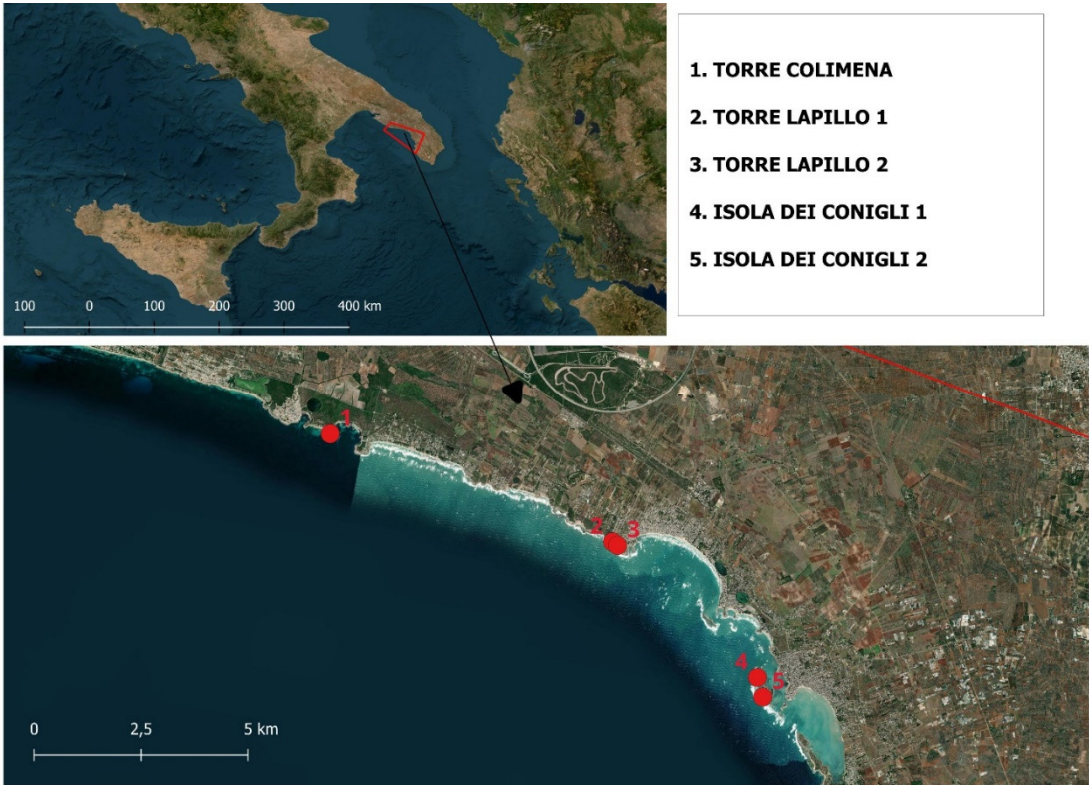 100 0 100 200 300 400 km
1. TORRE COLIMENA
2. TORRE LAPILLO 1
3. TORRE LAPILLO 2
4. ISOLA DEI CONIGLI 1
5. ISOLA DEI CONIGLI 2
1
2 3
4
5
0 2,5 5 km